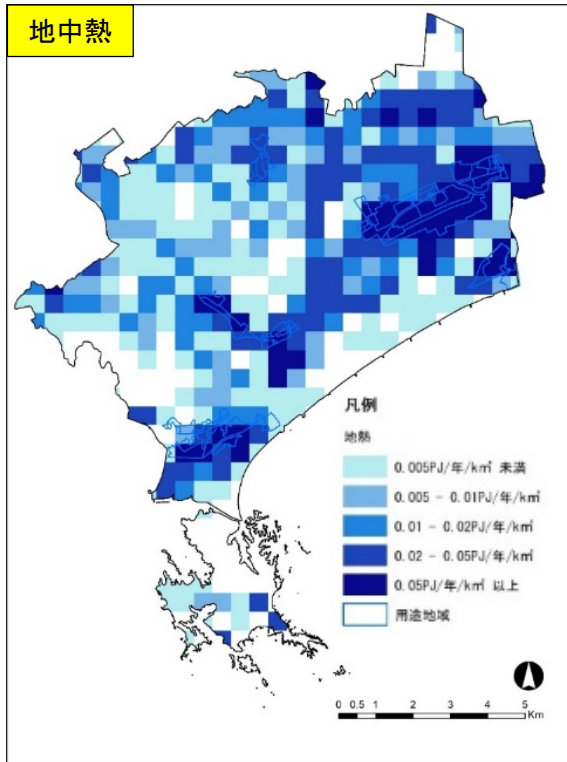 地中熱
凡例
地熱
0.005PJ/年/k㎡ 未満
0.005 - 0.01PJ/年/k㎡
0.01 - 0.02PJ/年/k㎡
0.02 - 0.05PJ/年/k㎡
0.05PJ/年/k㎡ 以上
用途地域
0 0.5 1 2 3 4 5
Km